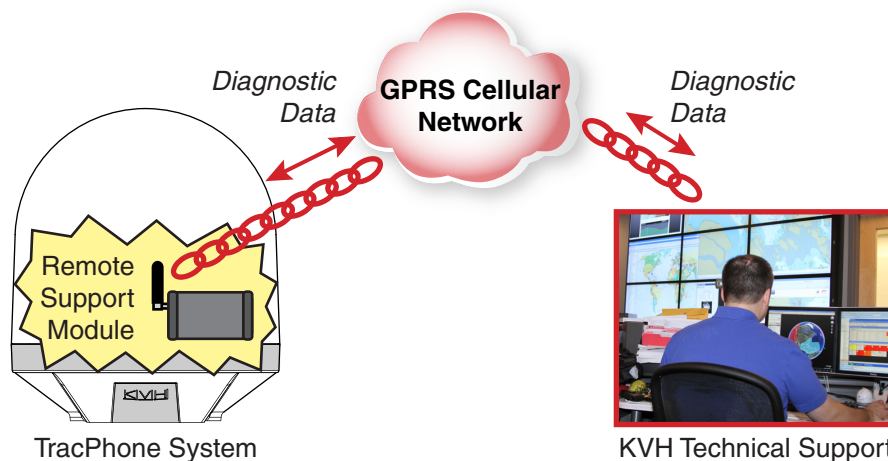 Diagnostic
Data
GPRS Cellular
Network
Diagnostic
Data
Remote
Support
Module
KVH
TracPhone System
KVH Technical Support